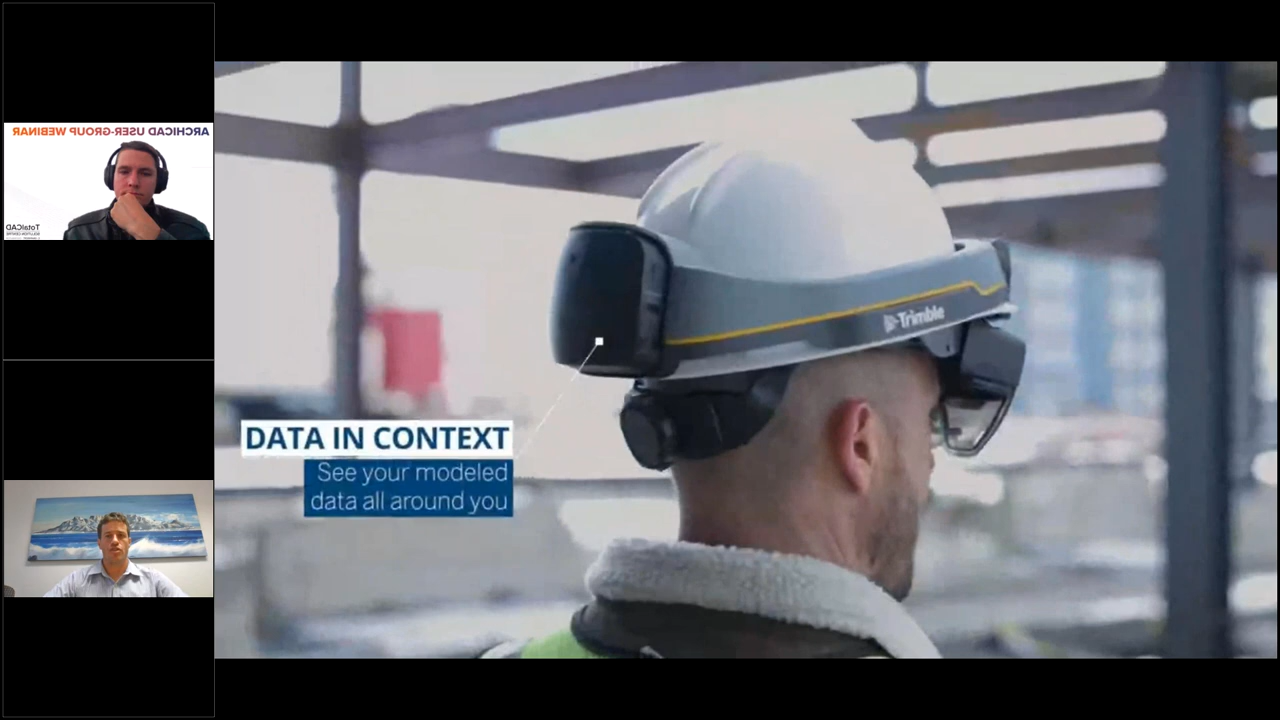 ARCHICAD USER-GROUP WEBINAR
TotalCAD
Trimble
DATA IN CONTEXT
See your modeled
data all around you